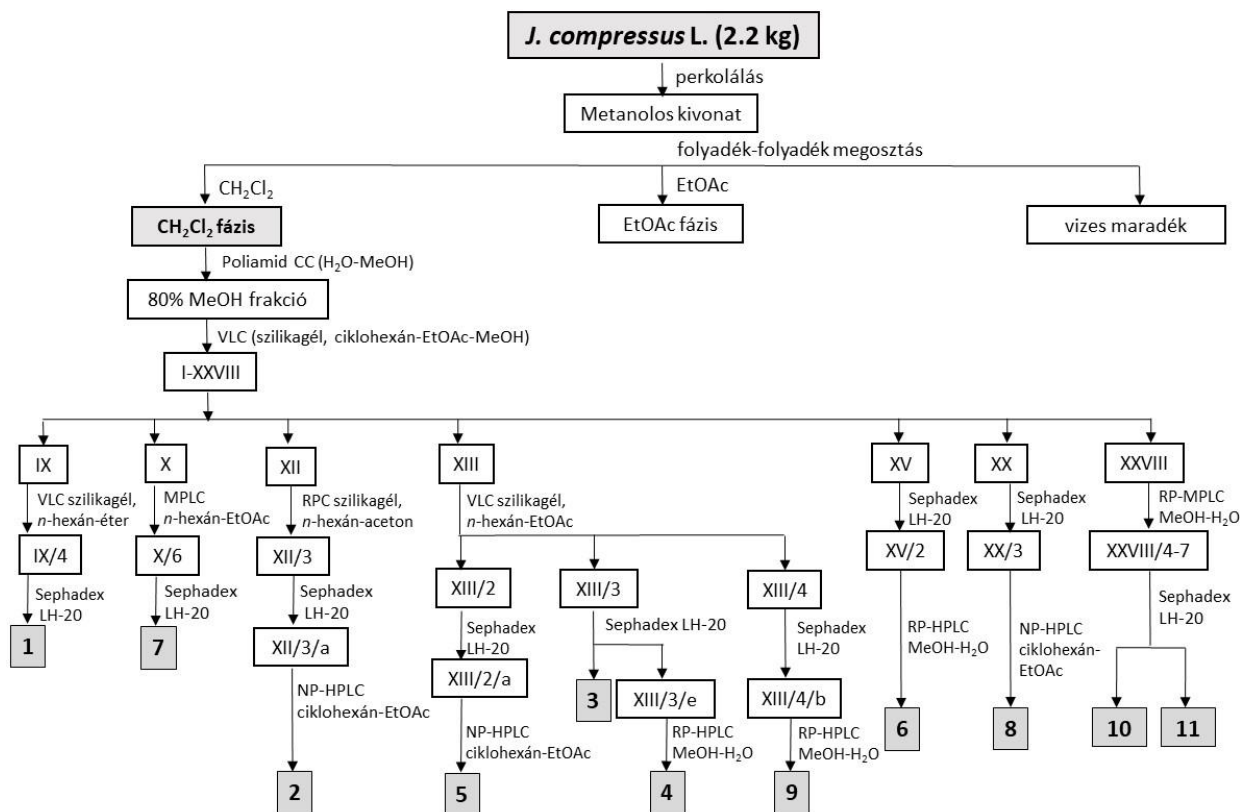 J. compressus L. (2.2 kg)
perkolálás
Metanolos kivonat
folyadék-folyadék megosztás
CH₂Cl₂
EtOAc
CH₂Cl₂ fázis
EtOAc fázis
vizes maradék
Poliamid CC (H₂O-MeOH)
80% MeOH frakció
VLC (szilikagél, ciklohexán-EtOAc-MeOH)
I-XXVIII
IX
X
XII
XIII
XV
XX
XXVIII
VLC szilikagél,
n-hexán-éter
MPLC
n-hexán-EtOAc
RPC szilikagél,
n-hexán-aceton
VLC szilikagél,
n-hexán-EtOAc
Sephadex
LH-20
Sephadex
LH-20
RP-MPLC
MeOH-H₂O
IX/4
X/6
XII/3
XIII/2
XIII/3
XIII/4
XV/2
XX/3
XXVIII/4-7
Sephadex
LH-20
Sephadex
LH-20
Sephadex
LH-20
Sephadex
LH-20
Sephadex LH-20
Sephadex
LH-20
RP-HPLC
MeOH-H₂O
NP-HPLC
ciklohexán-
EtOAc
Sephadex
LH-20
1
7
XII/3/a
XIII/2/a
3
XIII/3/e
XIII/4/b
6
8
10
11
NP-HPLC
ciklohexán-EtOAc
NP-HPLC
ciklohexán-EtOAc
RP-HPLC
MeOH-H₂O
RP-HPLC
MeOH-H₂O
2
5
4
9